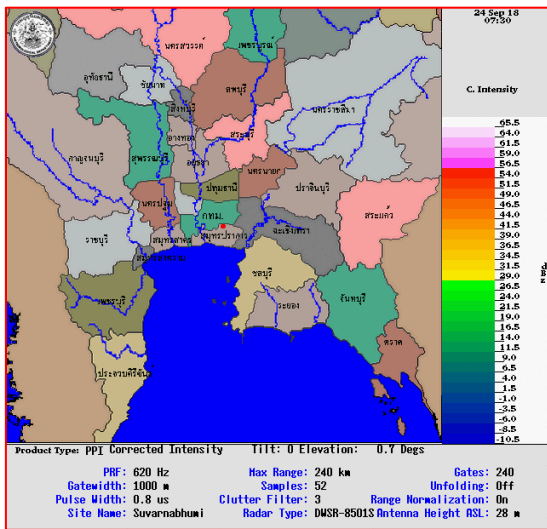 24 Sep 18
07:30
C. Intensity
นครสวรรค์
เพชรบูรณ์
อุทัยธานี
ชัยนาท
ลพบุรี
สิงห์บุรี
นครราชสีมา
อ่างทอง
สระบุรี
กาญจนบุรี
สุพรรณบุรี
อยุธยา
นครนายก
ปราจีนบุรี
ปทุมธานี
นครปฐม
กทม.
สระแก้ว
ฉะเชิงเทรา
ราชบุรี
สมุทรสาคร
สมุทรปราการ
ชลบุรี
เพชรบุรี
ระยอง
จันทบุรี
ตราด
ประจวบคีรีขันธ์
65.5
64.0
61.5
59.0
56.5
54.0
51.5
49.0
46.5
44.0
41.5
39.0
36.5
34.0
31.5
29.0
26.5
24.0
21.5
19.0
16.5
14.0
11.5
9.0
6.5
4.0
1.5
-1.0
-3.5
-6.0
-8.5
-10.5
Product Type: PPI Corrected Intensity Tilt: 0 Elevation: 0.7 Degs
PRF: 620 Hz Max Range: 240 km Gates: 240
Gatewidth: 1000 m Samples: 52 Unfolding: Off
Pulse Width: 0.8 us Clutter Filter: 3 Range Normalization: On
Site Name: Suvarnabhumi Radar Type: DWSR-8501S Antenna Height ASL: 28 m